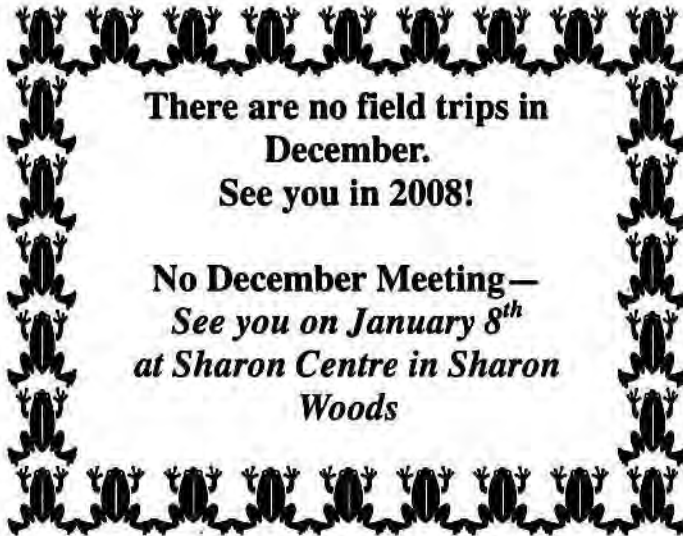 There are no field trips in
December.
See you in 2008!
No December Meeting—
See you on January 8th
at Sharon Centre in Sharon
Woods